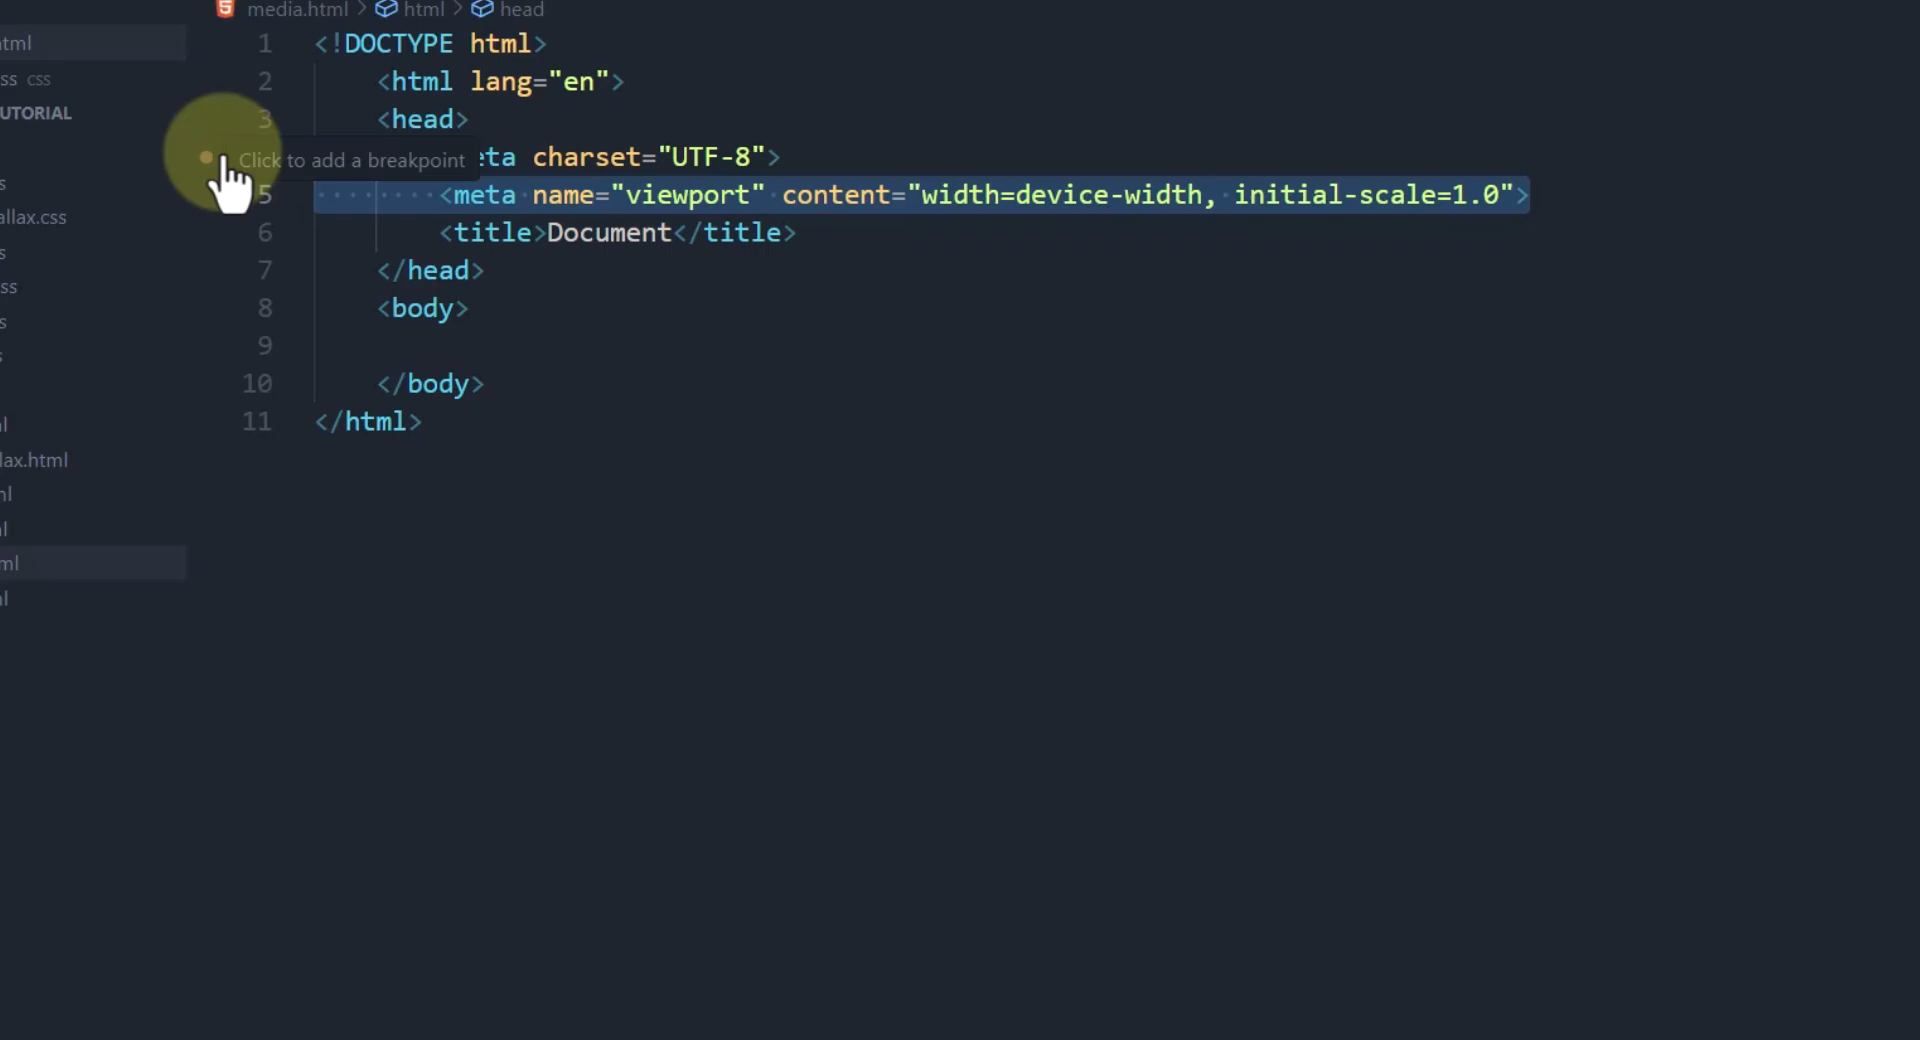 media.html > html > head
tml
ss css
UTORIAL
s
allax.css
s
ss
s
s
l
lax.html
ml
l
ml
l
1 <!DOCTYPE html>
2 <html lang="en">
3 <head>
Click to add a breakpoint
eta charset="UTF-8">
5 <meta name="viewport" content="width=device-width, initial-scale=1.0">
6 <title>Document</title>
7 </head>
8 <body>
9
10 </body>
11 </html>